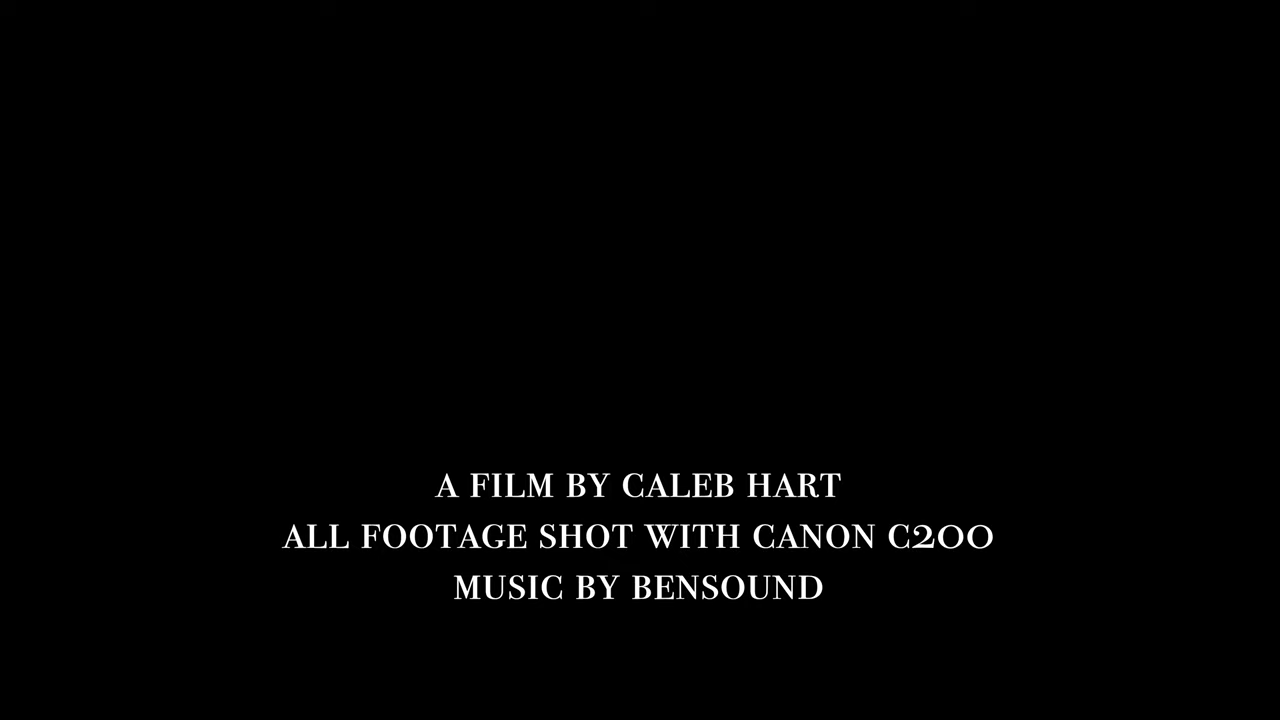 A FILM BY CALEB HART
ALL FOOTAGE SHOT WITH CANON C200
MUSIC BY BENSOUND